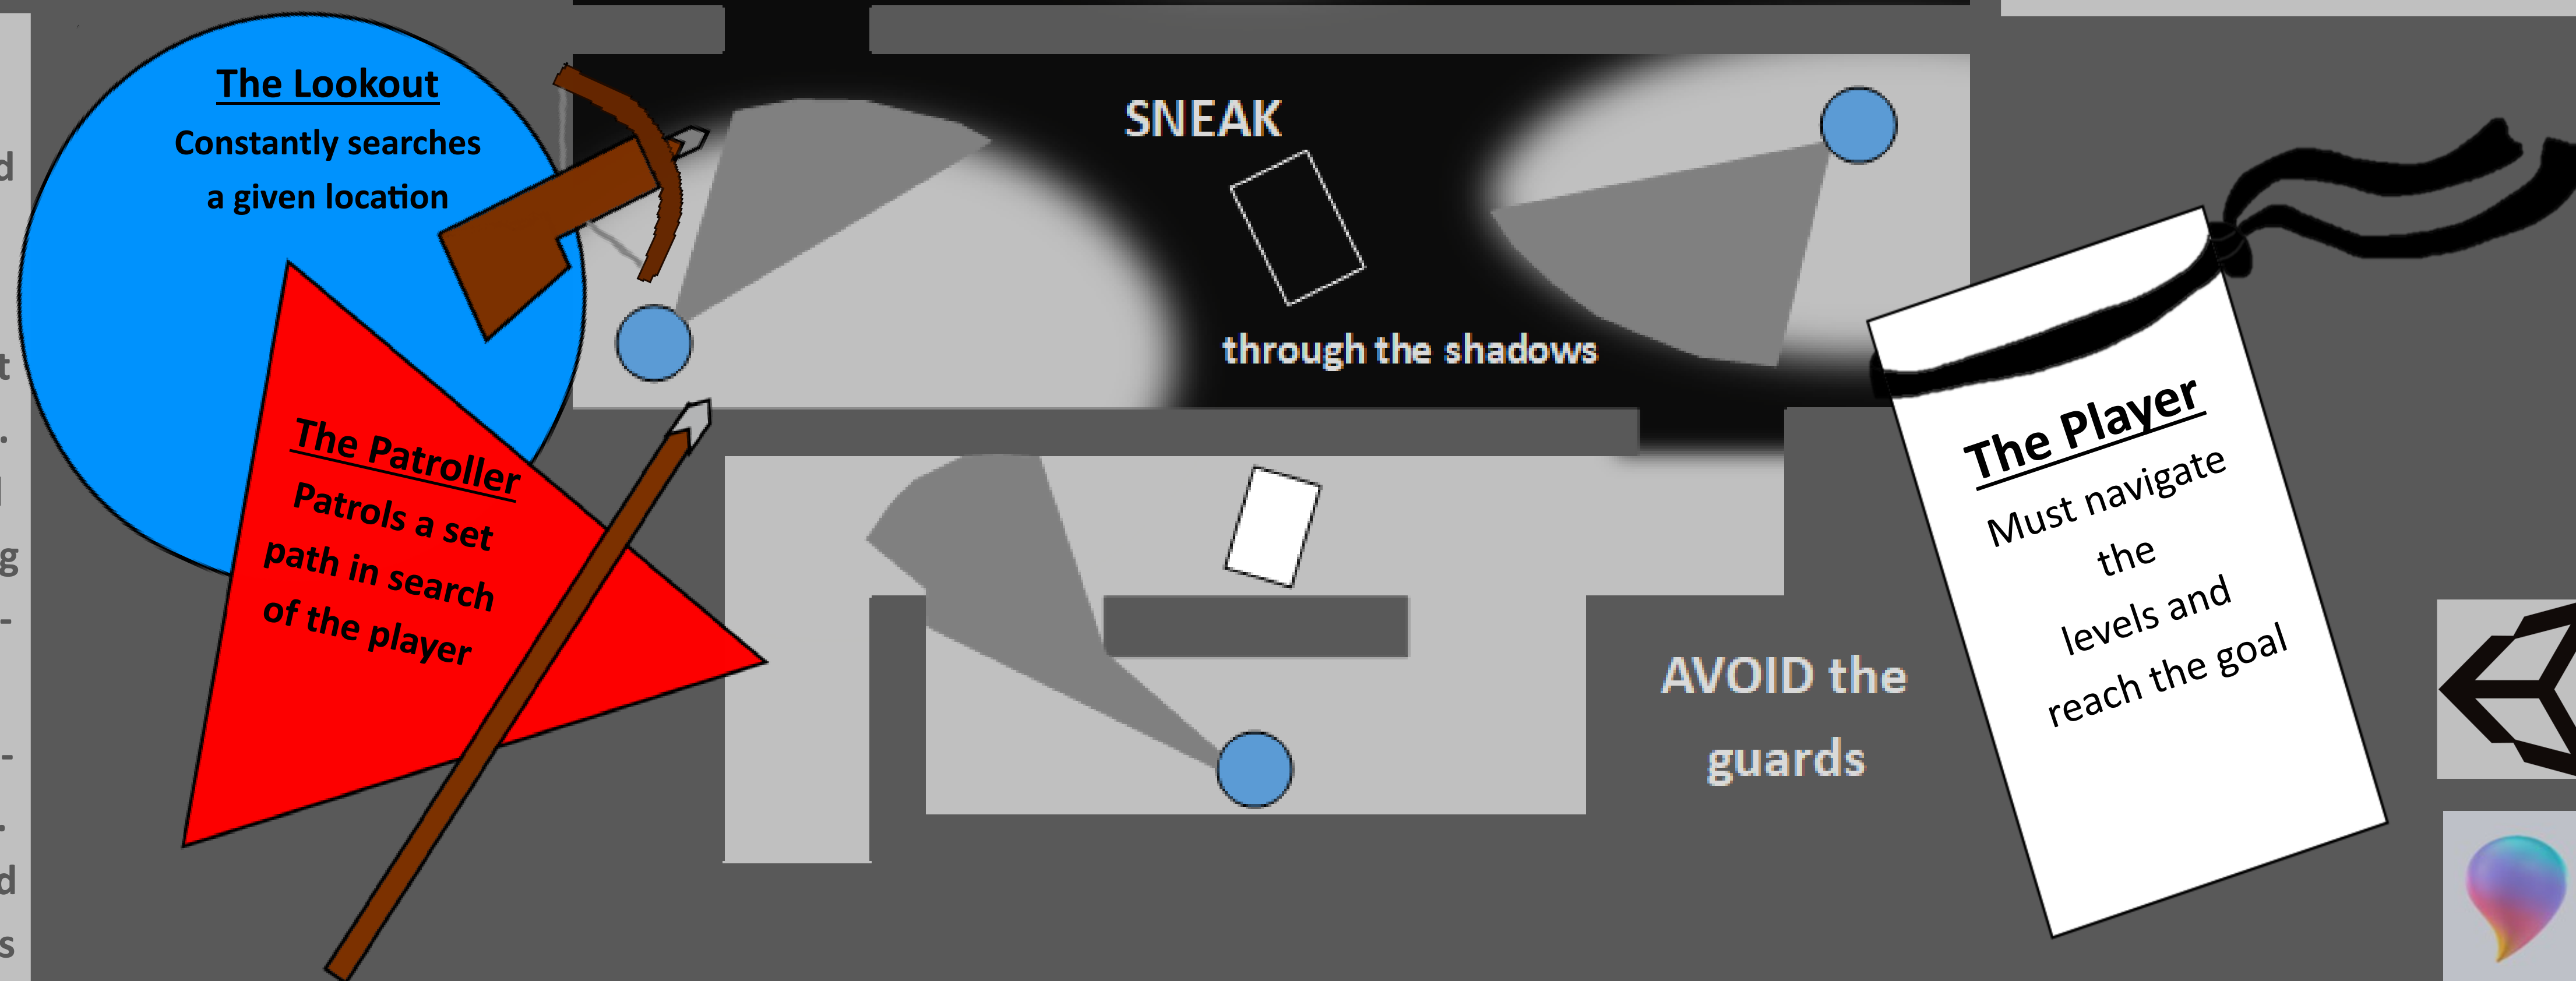 The Lookout
Constantly searches
a given location
The Patroller
Patrols a set
path in search
of the player
SNEAK
through the shadows
AVOID the
guards
The Player
Must navigate
the
levels and
reach the goal